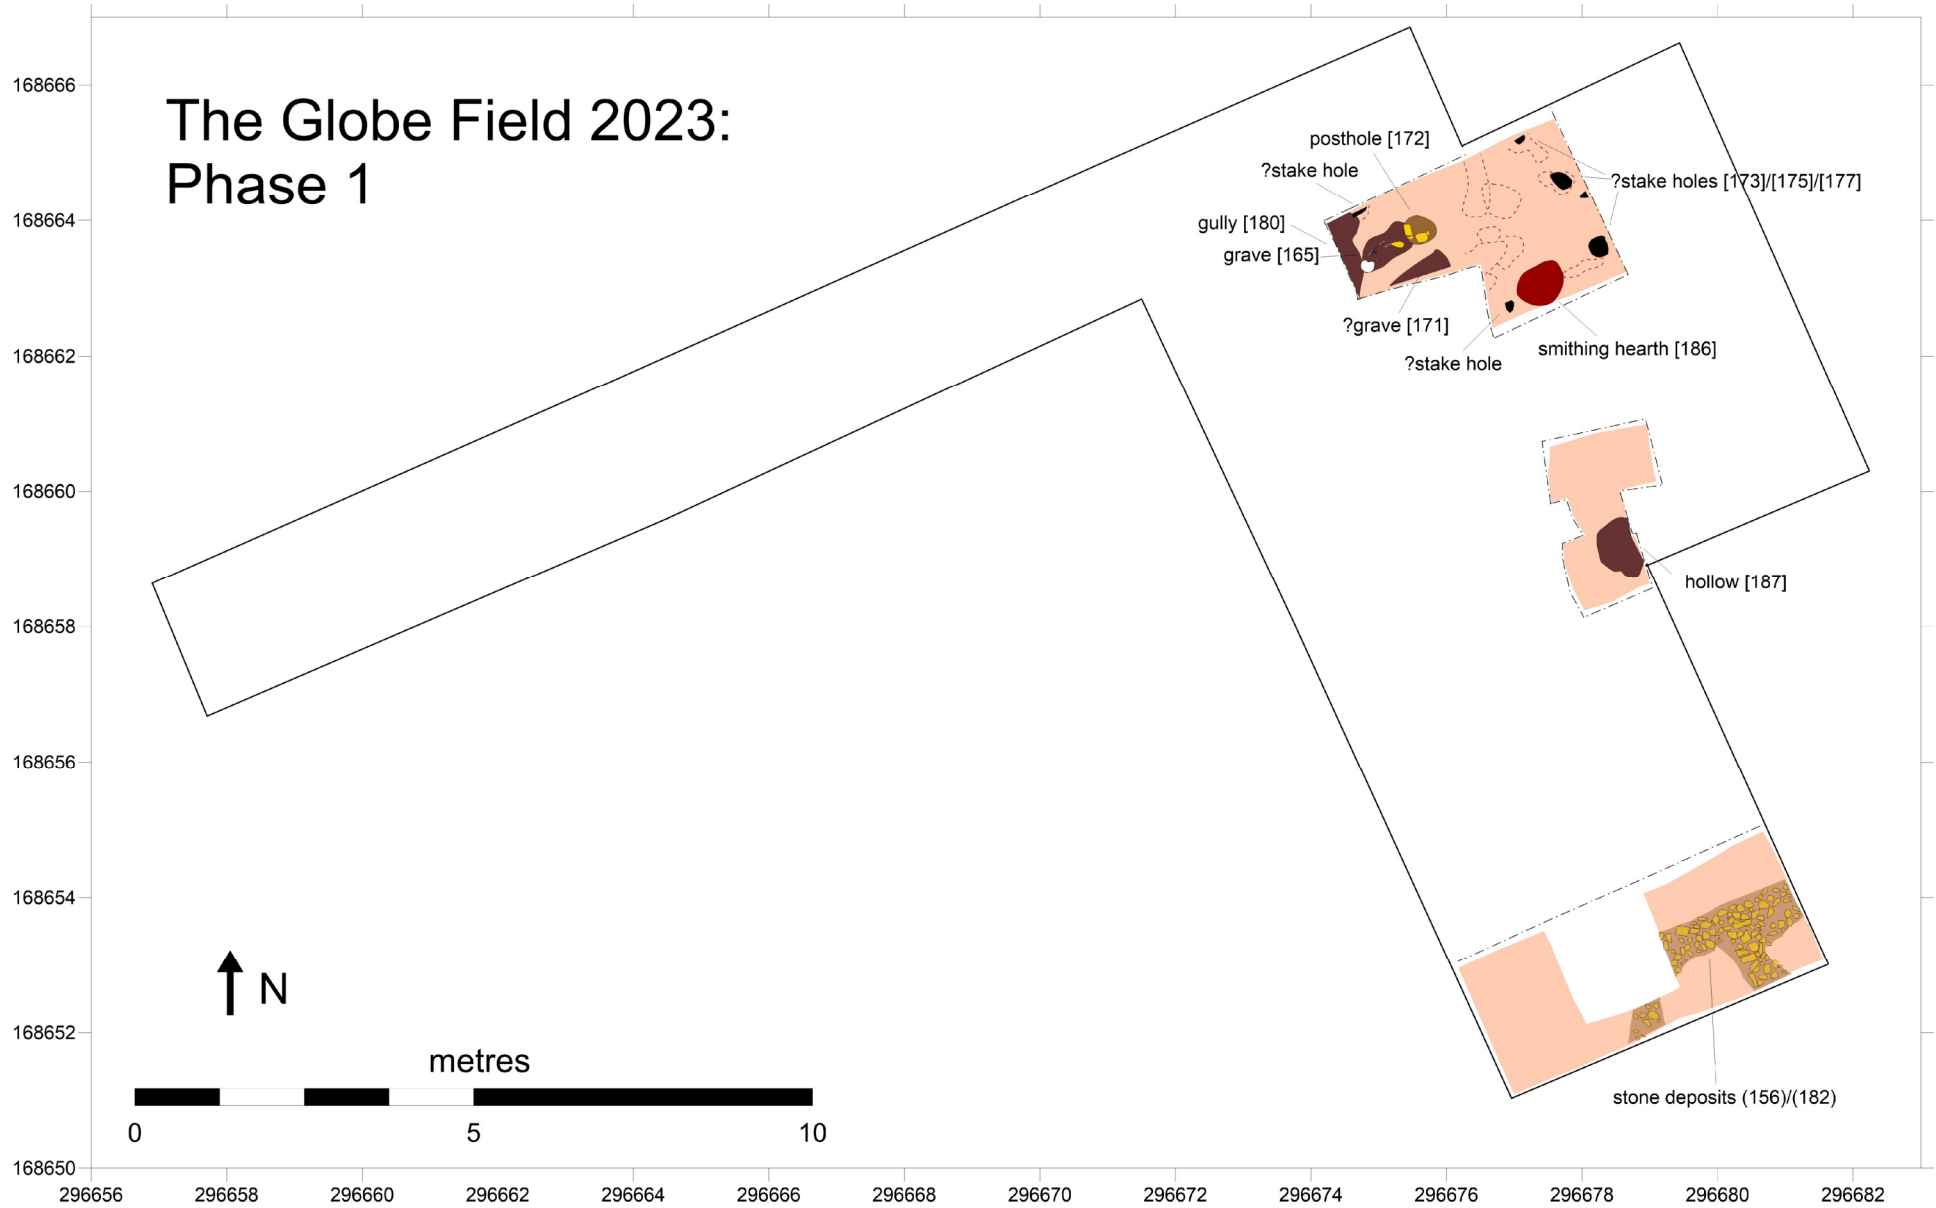 The Globe Field 2023:
Phase 1
posthole [172]
?stake hole
?stake holes [173]/[175]/[177]
gully [180]
grave [165]
?grave [171]
smithing hearth [186]
?stake hole
hollow [187]
stone deposits (156)/(182)
N
metres
0 5 10
168666
168664
168662
168660
168658
168656
168654
168652
168650
296656 296658 296660 296662 296664 296666 296668 296670 296672 296674 296676 296678 296680 296682